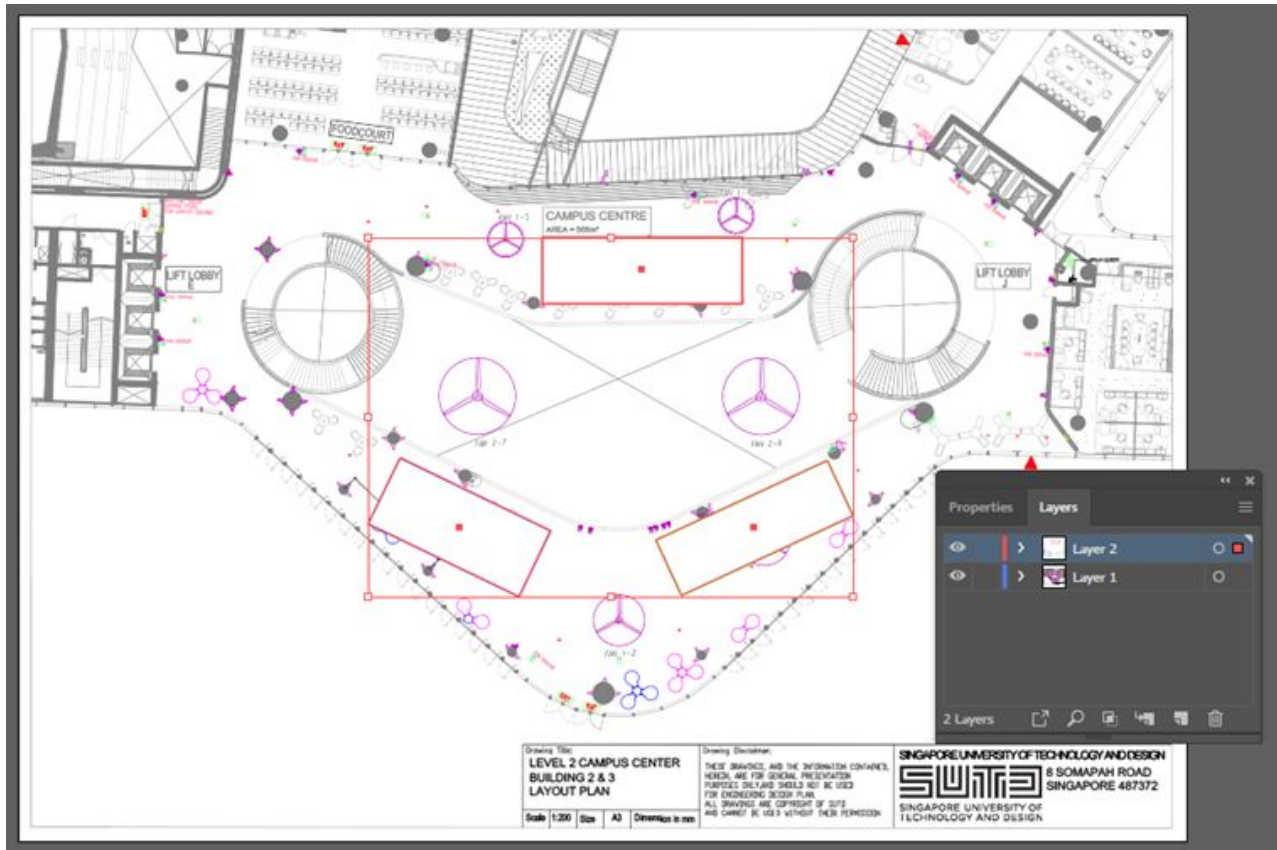 FOODCOURT
CAMPUS CENTRE
LIFT LOBBY
E
LIFT LOBBY
J
Properties
Layers
Layer 2
Layer 1
2 Layers
Drawing Title:
LEVEL 2 CAMPUS CENTER
BUILDING 2 & 3
LAYOUT PLAN
Scale 1:200 Size A3 Dimension in mm
Drawing Disclaimer:
THESE DRAWINGS, AND THE INFORMATION CONTAINED,
HEREIN, ARE FOR GENERAL PRESENTATION
PURPOSES ONLY,AND SHOULD NOT BE USED
FOR ENGINEERING DESIGN PLAN.
ALL DRAWINGS ARE COPYRIGHT OF SUTD
AND CANNOT BE USED WITHOUT THEIR PERMISSION
SINGAPORE UNIVERSITY OF TECHNOLOGY AND DESIGN
8 SOMAPAH ROAD
SINGAPORE 487372
SINGAPORE UNIVERSITY OF
TECHNOLOGY AND DESIGN